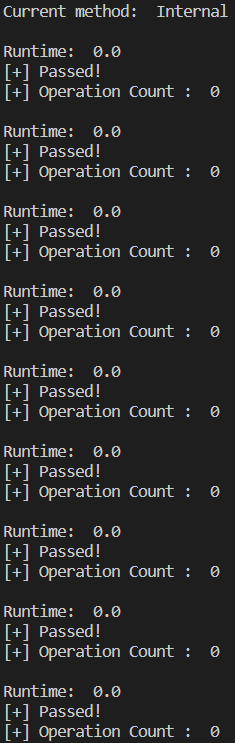 Current method:  Internal
Runtime:  0.0
[+] Passed!
[+] Operation Count :  0
Runtime:  0.0
[+] Passed!
[+] Operation Count :  0
Runtime:  0.0
[+] Passed!
[+] Operation Count :  0
Runtime:  0.0
[+] Passed!
[+] Operation Count :  0
Runtime:  0.0
[+] Passed!
[+] Operation Count :  0
Runtime:  0.0
[+] Passed!
[+] Operation Count :  0
Runtime:  0.0
[+] Passed!
[+] Operation Count :  0
Runtime:  0.0
[+] Passed!
[+] Operation Count :  0
Runtime:  0.0
[+] Passed!
[+] Operation Count :  0